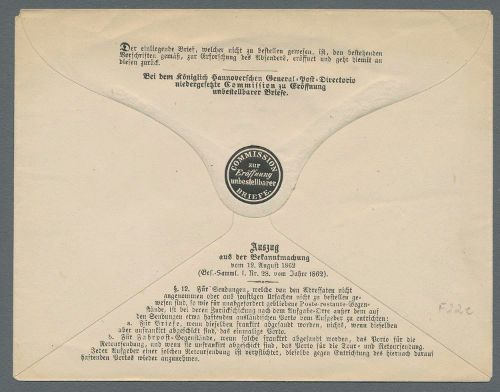 Der einliegende Brief, welcher nicht zu bestellen gewesen ist, den bestehenden
Vorschriften gemäß, zur Erforschung des Absenders, eröffnet und geht hiemit an
diesen zurück.
Bei dem Königlich Hannoverschen General-Post-Directorio
niedergesetzte Commission zu Eröffnung
unbestellbarer Briefe.
COMMISSION
zur
Eröffnung
unbestellbarer
BRIEFE.
Auszug
aus der Bekanntmachung
vom 12. August 1862
(Ges.-Samml. I. Nr. 28. vom Jahre 1862).
§. 12. Für Sendungen, welche von den Adressaten nicht
angenommen oder aus sonstigen Ursachen nicht zu bestellen ge-
wesen sind, so wie für unabgefordert gebliebene Poste-restante-Gegen-
stände, ist bei deren Zurückschickung nach dem Aufgabe-Orte außer dem auf
den Sendungen etwa haftenden ausländischen Porto vom Aufgeber zu entrichten:
a. Für Briefe, wenn dieselben frankirt abgesandt worden, nichts, wenn dieselben
aber unfrankirt abgeschickt sind, das einmalige Porto.
b. Für Fahrpost-Gegenstände, wenn solche frankirt abgesandt worden, das Porto für die
Retoursendung, und wenn sie unfrankirt abgeschickt sind, das Porto für die Tour- und Retoursendung.
Jeder Aufgeber einer solchen Retoursendung ist verpflichtet, dieselbe gegen Entrichtung des hiernach darauf
haftenden Portos wieder anzunehmen.